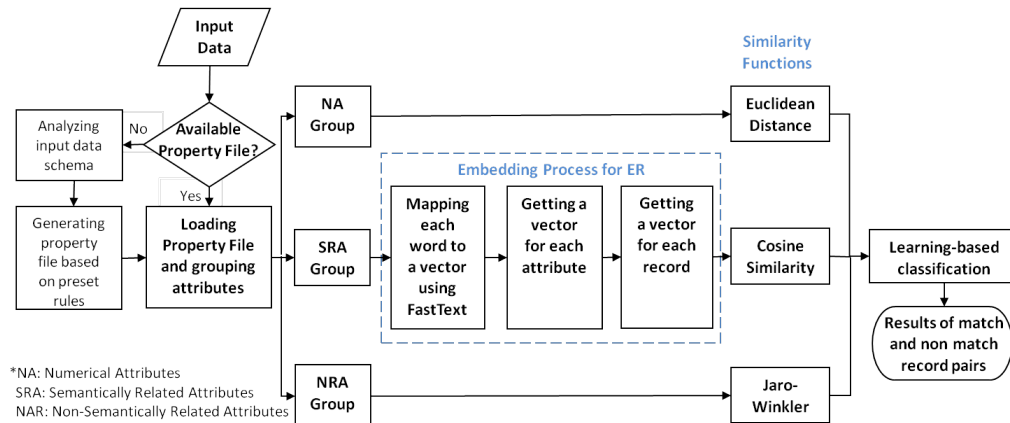 Input
Data
Similarity
Functions
No
Analyzing
input data
schema
Available
Property File?
NA
Group
Euclidean
Distance
Yes
Generating
property file
based on
preset rules
Loading
Property File
and grouping
attributes
SRA
Group
Embedding Process for ER
Mapping
each
word to
a vector
using
FastText
Getting a
vector
for each
attribute
Getting
a vector
for each
record
Cosine
Similarity
Learning-based
classification
Results of match
and non match
record pairs
NRA
Group
Jaro-
Winkler
*NA: Numerical Attributes
SRA: Semantically Related Attributes
NAR: Non-Semantically Related Attributes